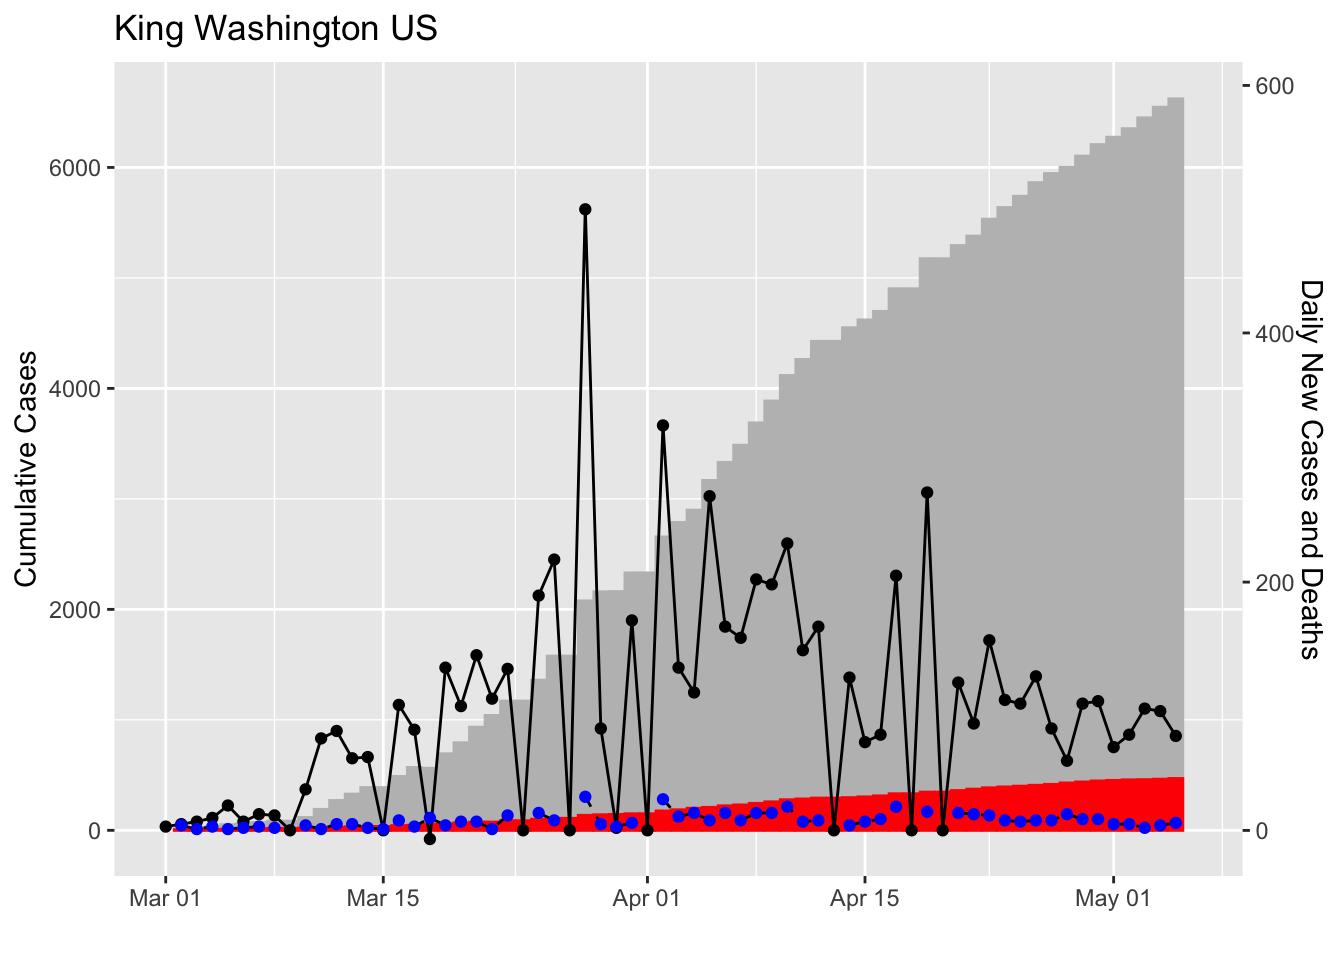 King Washington US
Cumulative Cases
6000
4000
2000
0
600
400
200
0
Daily New Cases and Deaths
Mar 01
Mar 15
Apr 01
Apr 15
May 01